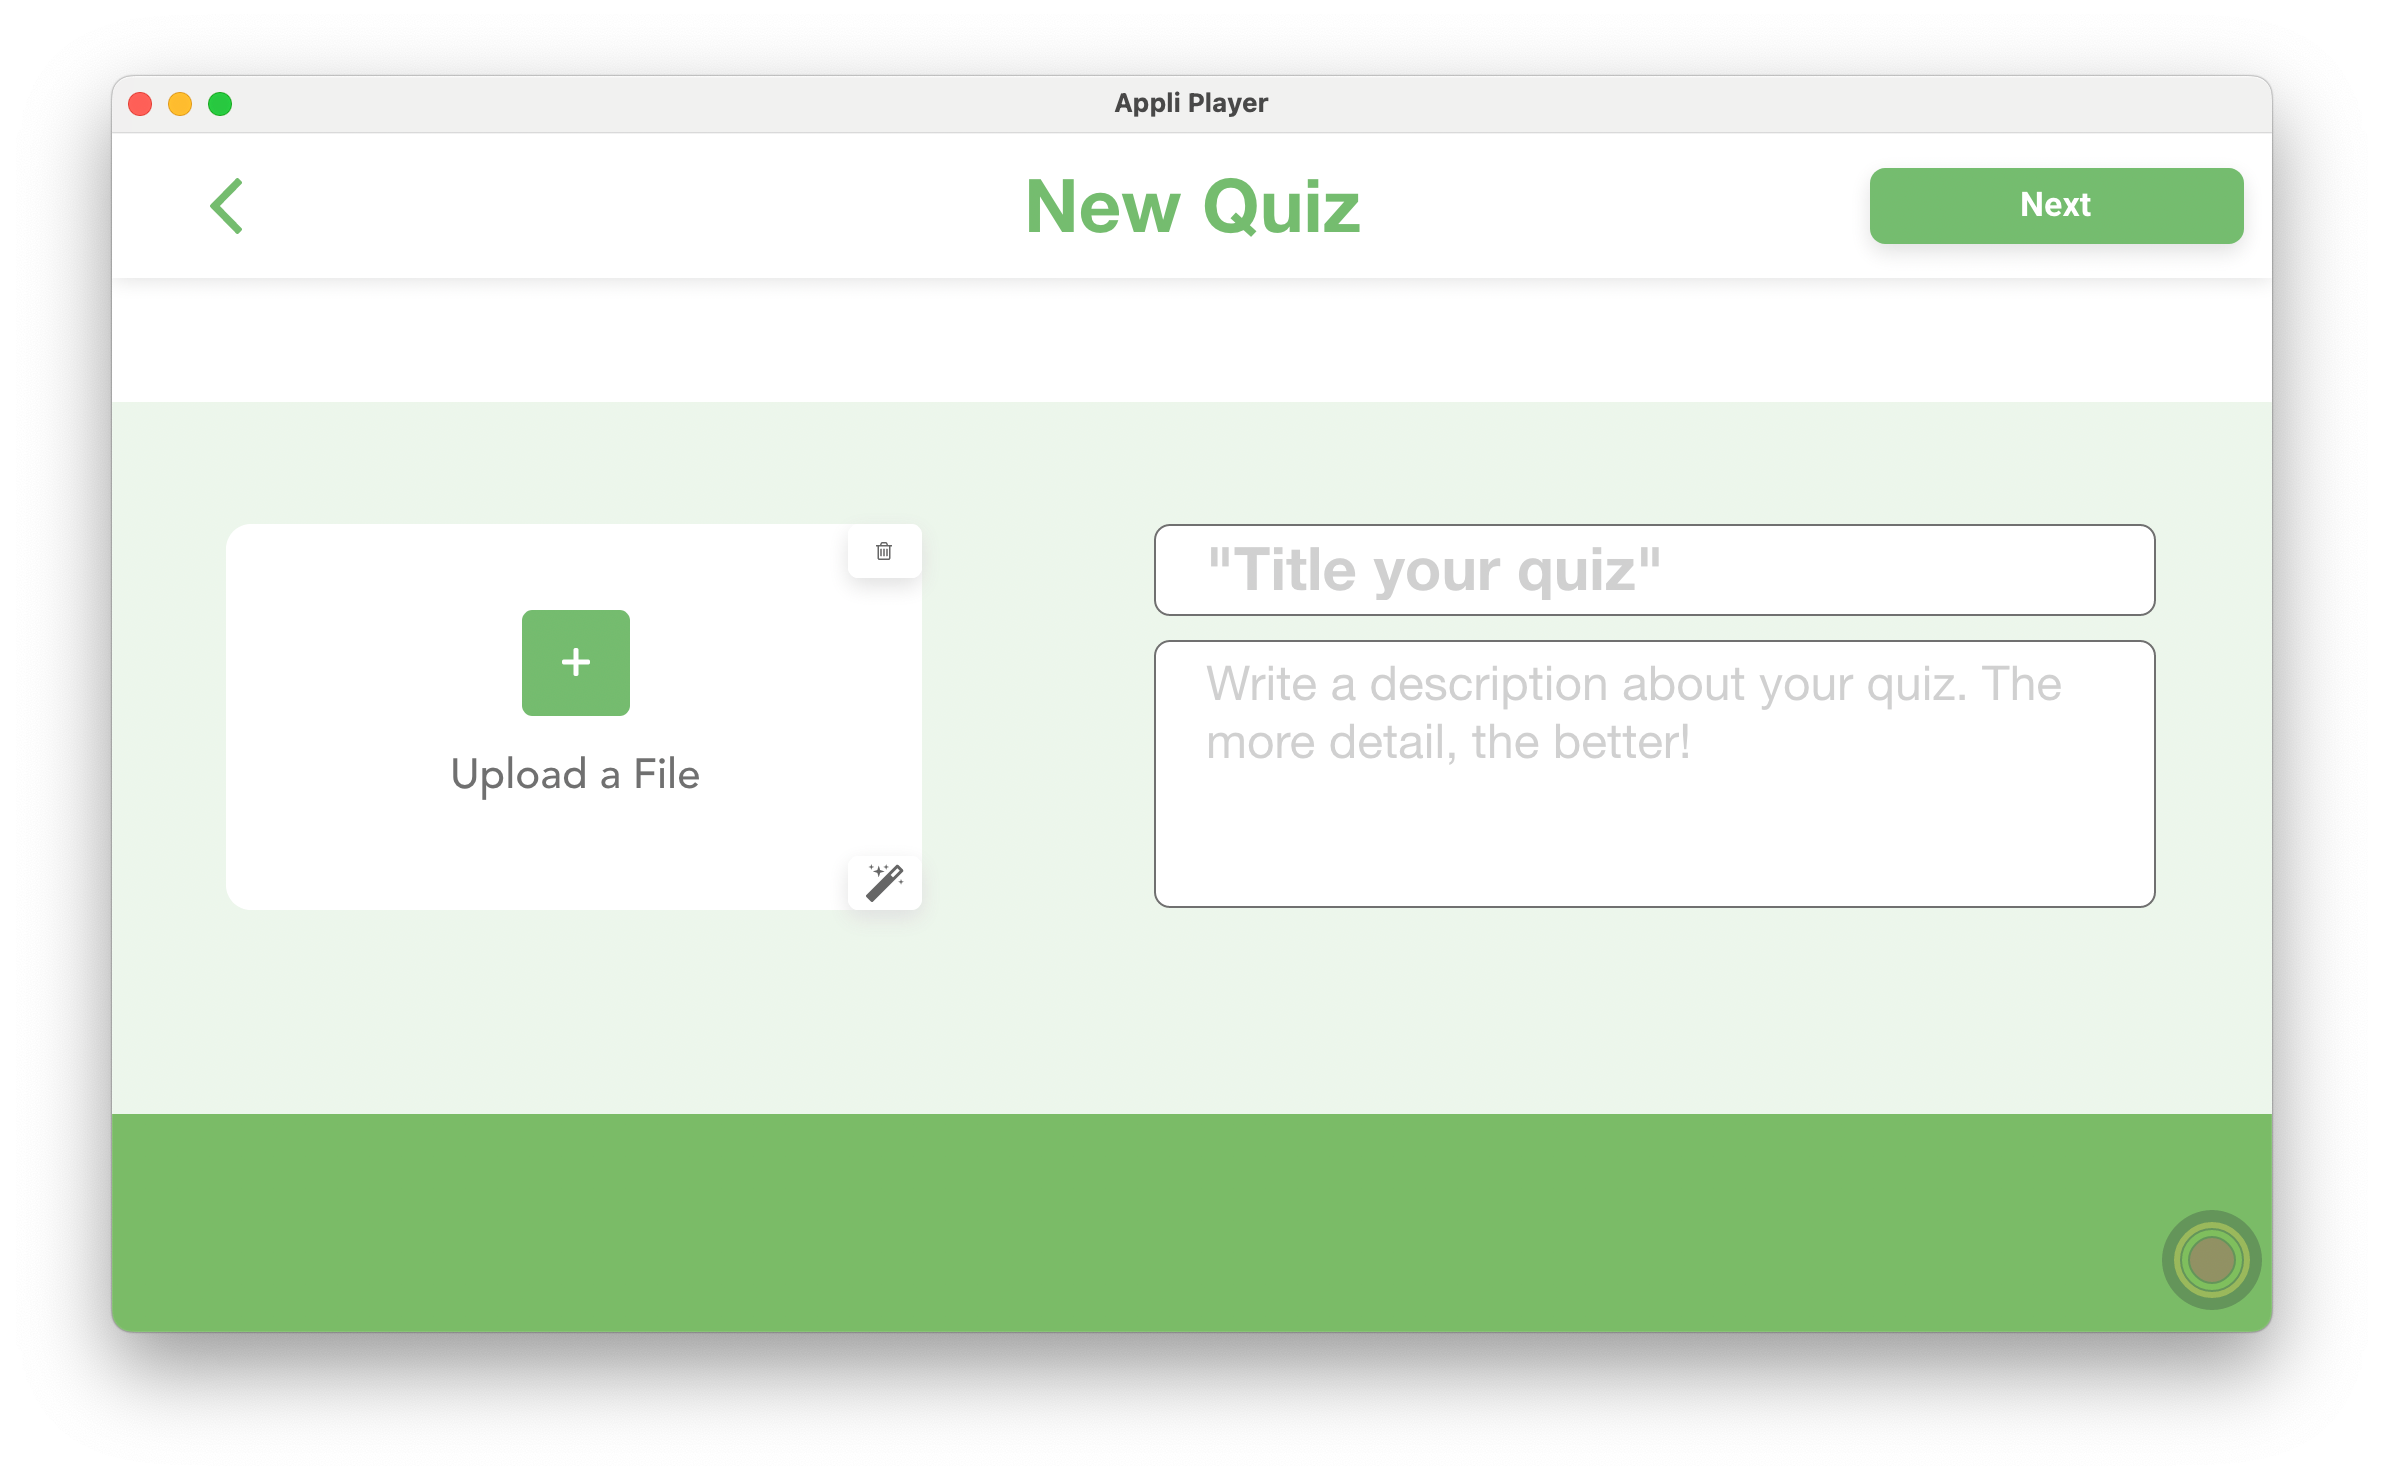 Appli Player
New Quiz
Next
Upload a File
"Title your quiz"
Write a description about your quiz. The
more detail, the better!